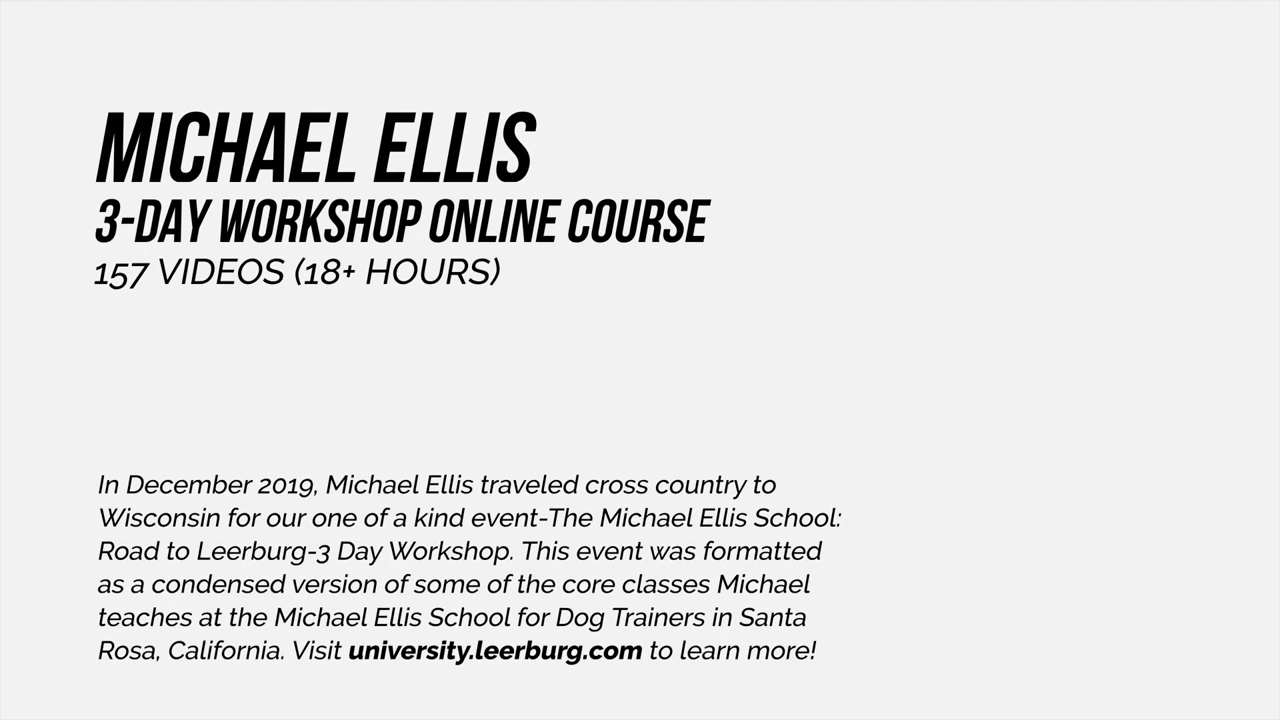 MICHAEL ELLIS
3-DAY WORKSHOP ONLINE COURSE
157 VIDEOS (18+ HOURS)
In December 2019, Michael Ellis traveled cross country to
Wisconsin for our one of a kind event-The Michael Ellis School:
Road to Leerburg-3 Day Workshop. This event was formatted
as a condensed version of some of the core classes Michael
teaches at the Michael Ellis School for Dog Trainers in Santa
Rosa, California. Visit university.leerburg.com to learn more!